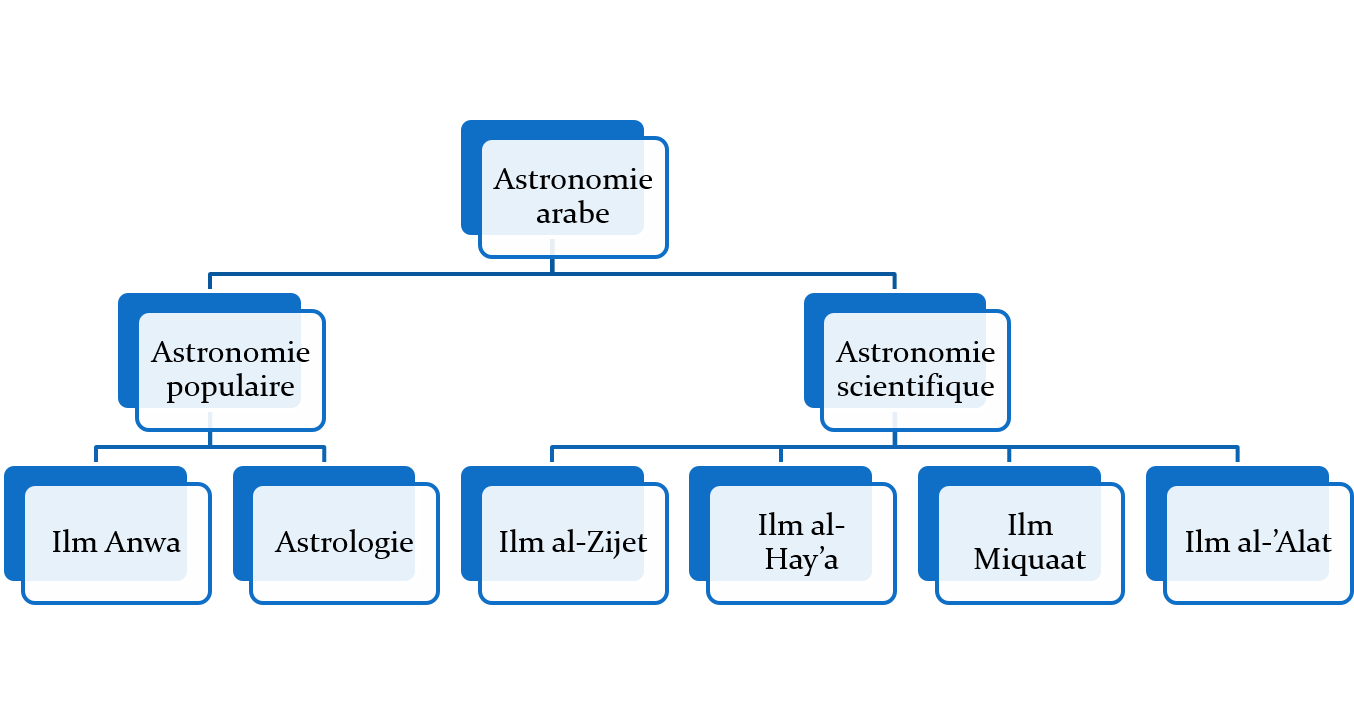 Astronomie
arabe
Astronomie
populaire
Astronomie
scientifique
Ilm Anwa
Astrologie
Ilm al-Zijet
Ilm al-
Hay’a
Ilm
Miquaat
Ilm al-’Alat